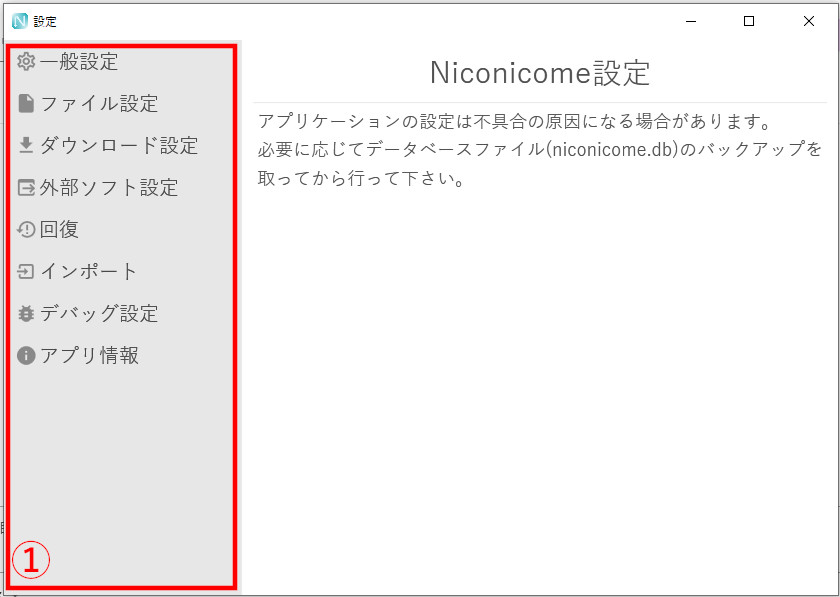 設定
一般設定
ファイル設定
ダウンロード設定
外部ソフト設定
回復
インポート
デバッグ設定
アプリ情報
①
Niconicome設定
アプリケーションの設定は不具合の原因になる場合があります。
必要に応じてデータベースファイル(niconicome.db)のバックアップを
取ってから行って下さい。